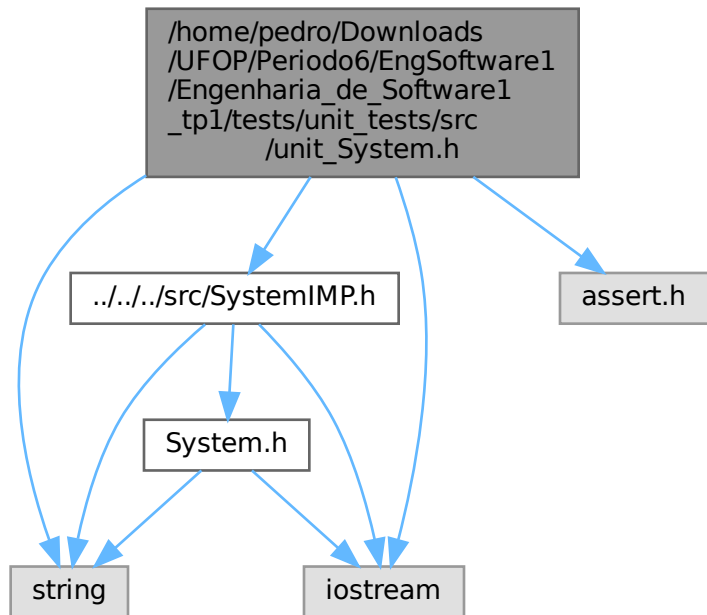 /home/pedro/Downloads
/UFOP/Periodo6/EngSoftware1
/Engenharia_de_Software1
_tp1/tests/unit_tests/src
/unit_System.h
../../../src/SystemIMP.h
assert.h
System.h
string
iostream